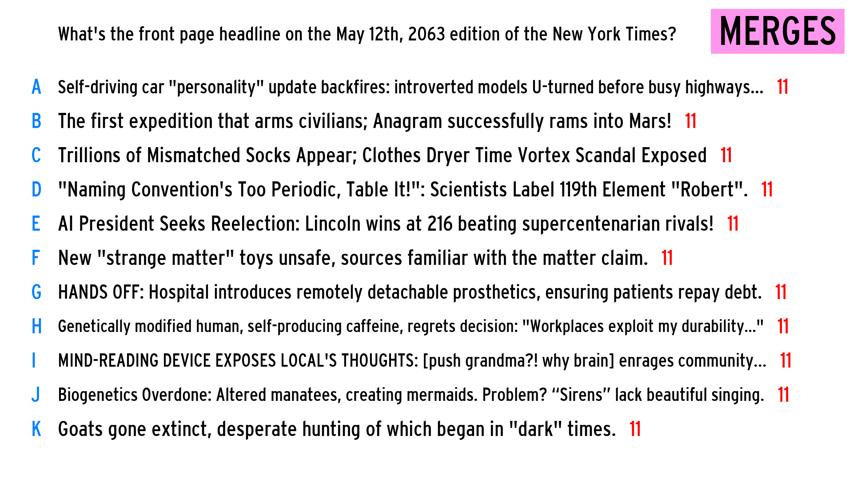 What's the front page headline on the May 12th, 2063 edition of the New York Times?
MERGES
A Self-driving car "personality" update backfires: introverted models U-turned before busy highways... 11
B The first expedition that arms civilians; Anagram successfully rams into Mars! 11
C Trillions of Mismatched Socks Appear; Clothes Dryer Time Vortex Scandal Exposed 11
D "Naming Convention's Too Periodic, Table It!": Scientists Label 119th Element "Robert". 11
E AI President Seeks Reelection: Lincoln wins at 216 beating supercentenarian rivals! 11
F New "strange matter" toys unsafe, sources familiar with the matter claim. 11
G HANDS OFF: Hospital introduces remotely detachable prosthetics, ensuring patients repay debt. 11
H Genetically modified human, self-producing caffeine, regrets decision: "Workplaces exploit my durability..." 11
I MIND-READING DEVICE EXPOSES LOCAL'S THOUGHTS: [push grandma?! why brain] enrages community... 11
J Biogenetics Overdone: Altered manatees, creating mermaids. Problem? “Sirens” lack beautiful singing. 11
K Goats gone extinct, desperate hunting of which began in "dark" times. 11